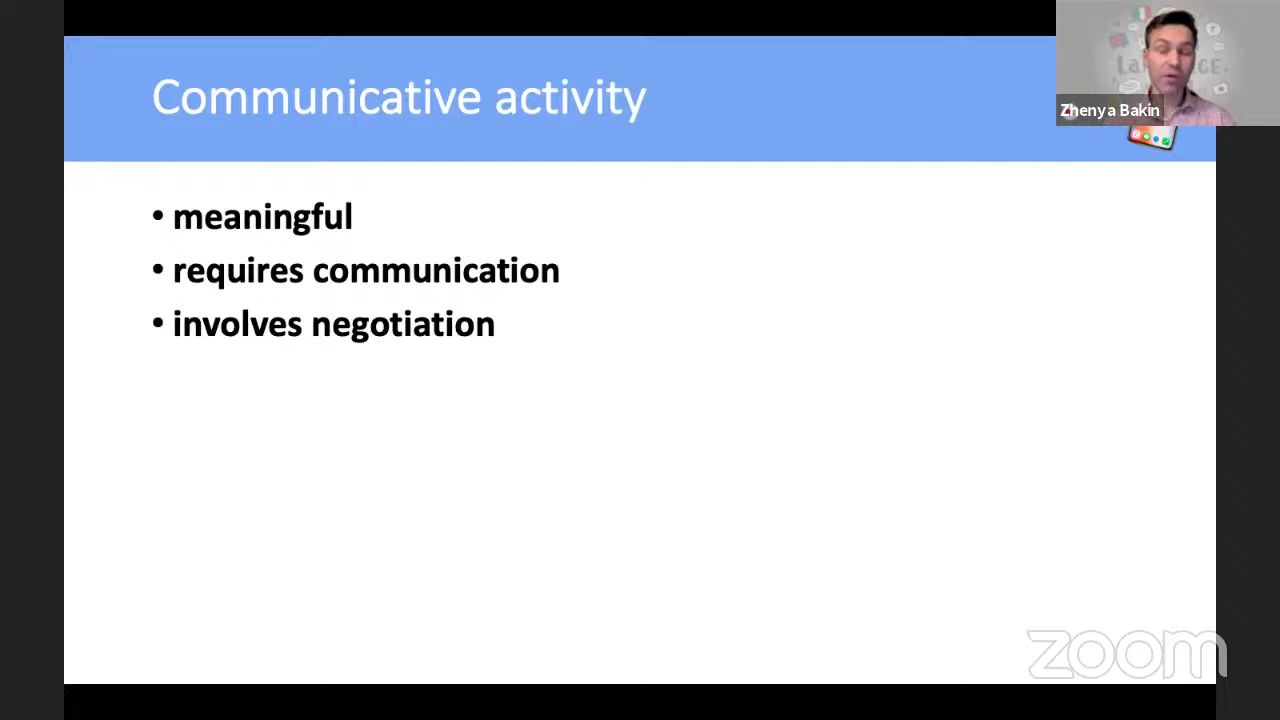 Communicative activity
Zhenya Bakin
• meaningful
• requires communication
• involves negotiation
zoom